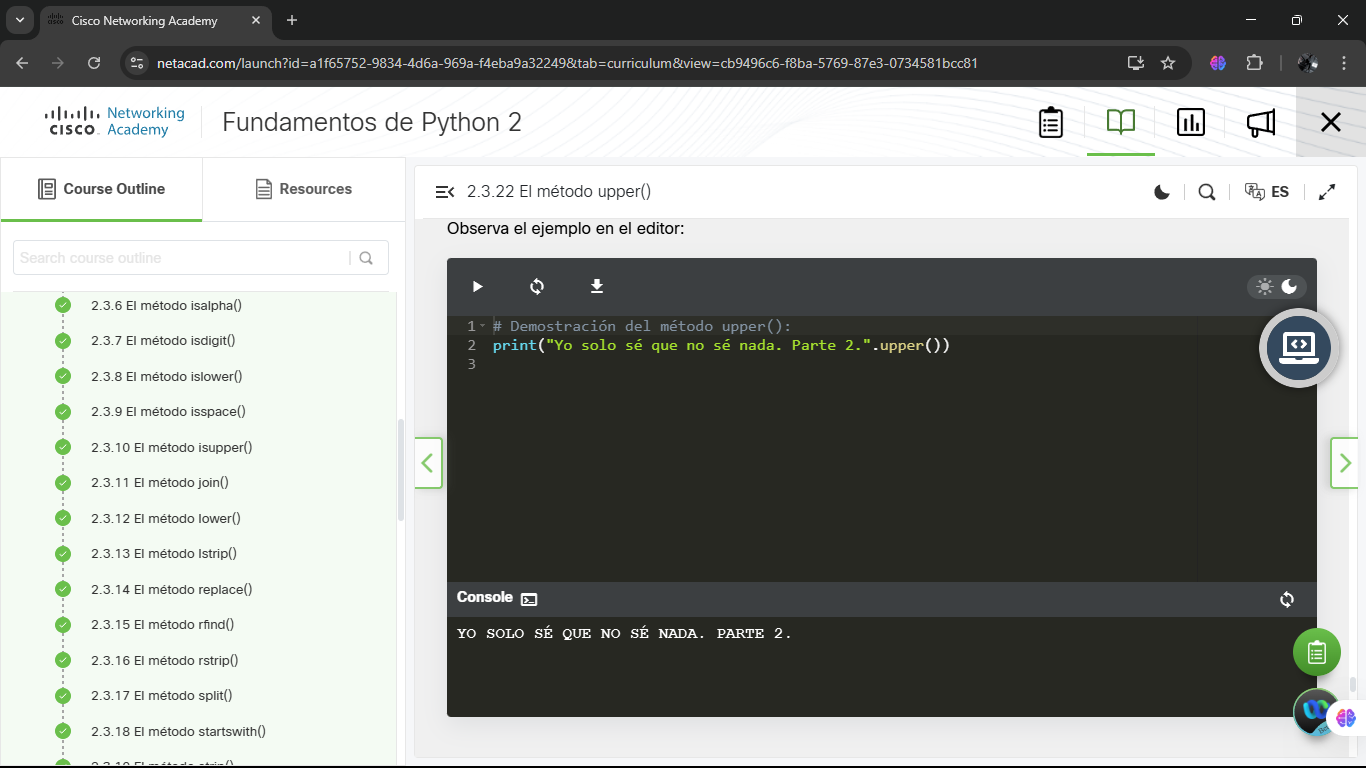 Cisco Networking Academy
netacad.com/launch?id=a1f65752-9834-4d6a-969a-f4eba9a32249&tab=curriculum&view=cb9496c6-f8ba-5769-87e3-0734581bcc81
CISCO Networking Academy
Fundamentos de Python 2
Course Outline
Resources
Search course outline
2.3.6 El método isalpha()
2.3.7 El método isdigit()
2.3.8 El método islower()
2.3.9 El método isspace()
2.3.10 El método isupper()
2.3.11 El método join()
2.3.12 El método lower()
2.3.13 El método lstrip()
2.3.14 El método replace()
2.3.15 El método rfind()
2.3.16 El método rstrip()
2.3.17 El método split()
2.3.18 El método startswith()
2.3.19 El método strip()
2.3.22 El método upper()
ES
Observa el ejemplo en el editor:
1 # Demostración del método upper():
2 print("Yo solo sé que no sé nada. Parte 2.".upper())
3
Console
YO SOLO SÉ QUE NO SÉ NADA. PARTE 2.